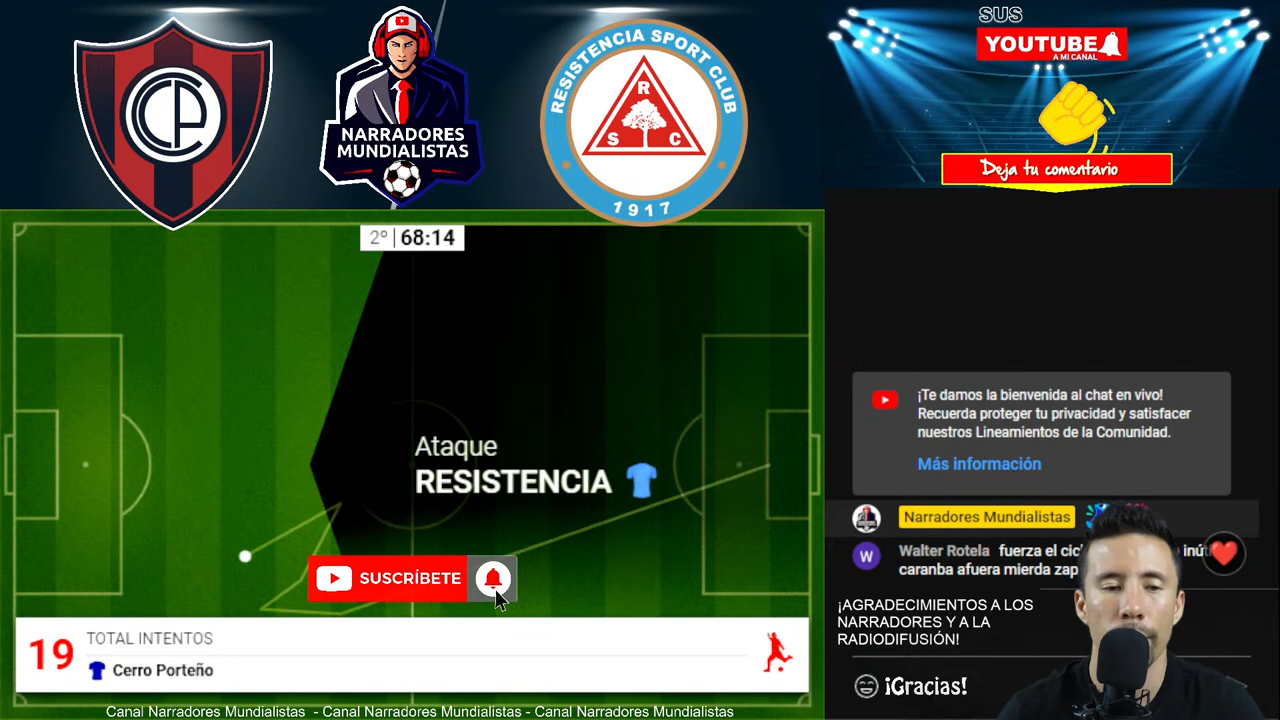 CCP
NARRADORES
MUNDIALISTAS
RESISTENCIA SPORT CLUB
R
S C
1917
SUS
YOUTUBE
A MI CANAL
Deja tu comentario
2º | 68:14
Ataque
RESISTENCIA
SUSCRÍBETE
19 TOTAL INTENTOS
Cerro Porteño
Canal Narradores Mundialistas - Canal Narradores Mundialistas - Canal Narradores Mundialistas
¡Te damos la bienvenida al chat en vivo!
Recuerda proteger tu privacidad y satisfacer
nuestros Lineamientos de la Comunidad.
Más información
Narradores Mundialistas
W Walter Rotela fuerza el
caranba afuera mierda zap
¡AGRADECIMIENTOS A LOS
NARRADORES Y A LA
RADIODIFUSIÓN!
¡Gracias!